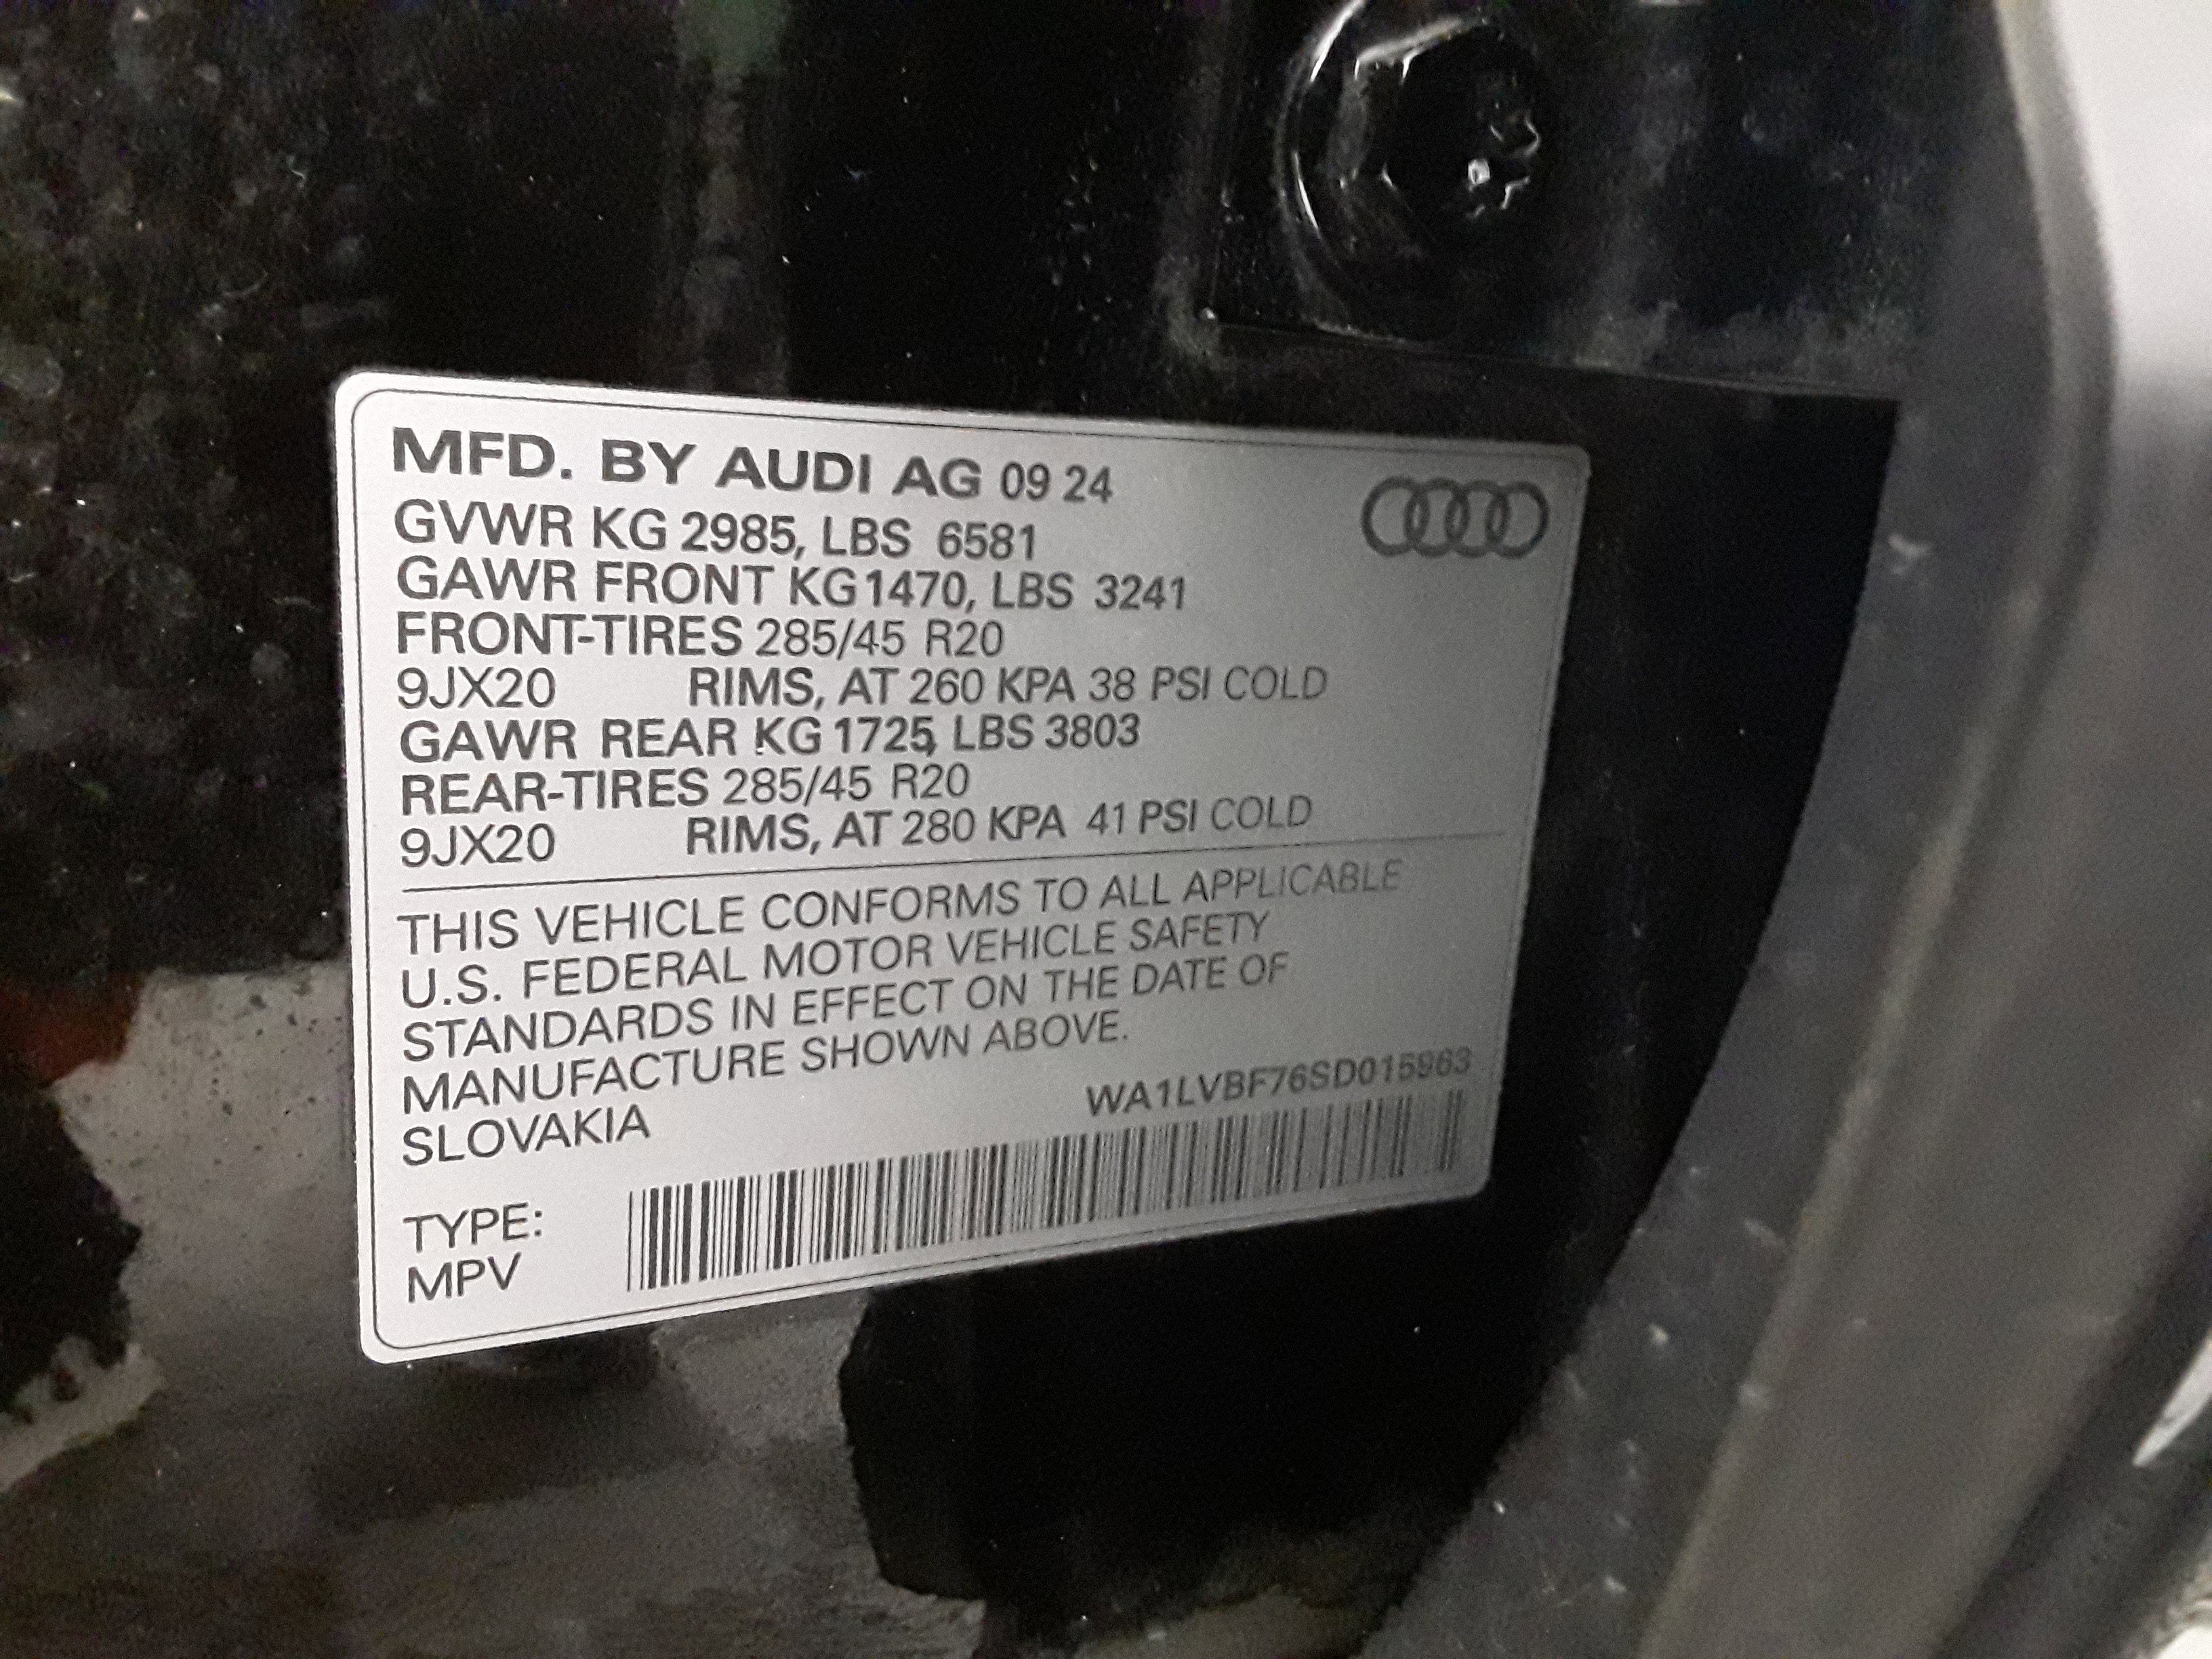 MFD. BY AUDI AG 09 24
GVWR KG 2985, LBS 6581
GAWR FRONT KG 1470, LBS 3241
FRONT-TIRES 285/45 R20
9JX20 RIMS, AT 260 KPA 38 PSI COLD
GAWR REAR KG 1725, LBS 3803
REAR-TIRES 285/45 R20
9JX20 RIMS, AT 280 KPA 41 PSI COLD
THIS VEHICLE CONFORMS TO ALL APPLICABLE
U.S. FEDERAL MOTOR VEHICLE SAFETY
STANDARDS IN EFFECT ON THE DATE OF
MANUFACTURE SHOWN ABOVE.
SLOVAKIA WA1LVBF76SD015963
TYPE:
MPV